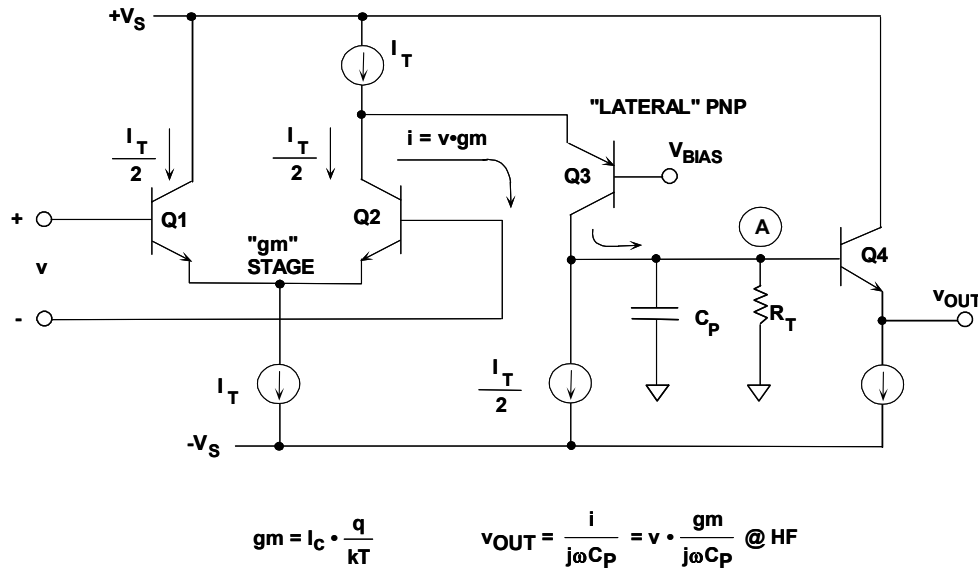 +VS
IT
"LATERAL" PNP
IT
2
IT
2
i = v•gm
VBIAS
Q3
+
Q1
Q2
A
"gm"
STAGE
Q4
v
vOUT
-
CP
RT
IT
IT
2
-VS
gm = IC • q
kT
vOUT = i
jωCP
= v • gm
jωCP
@ HF